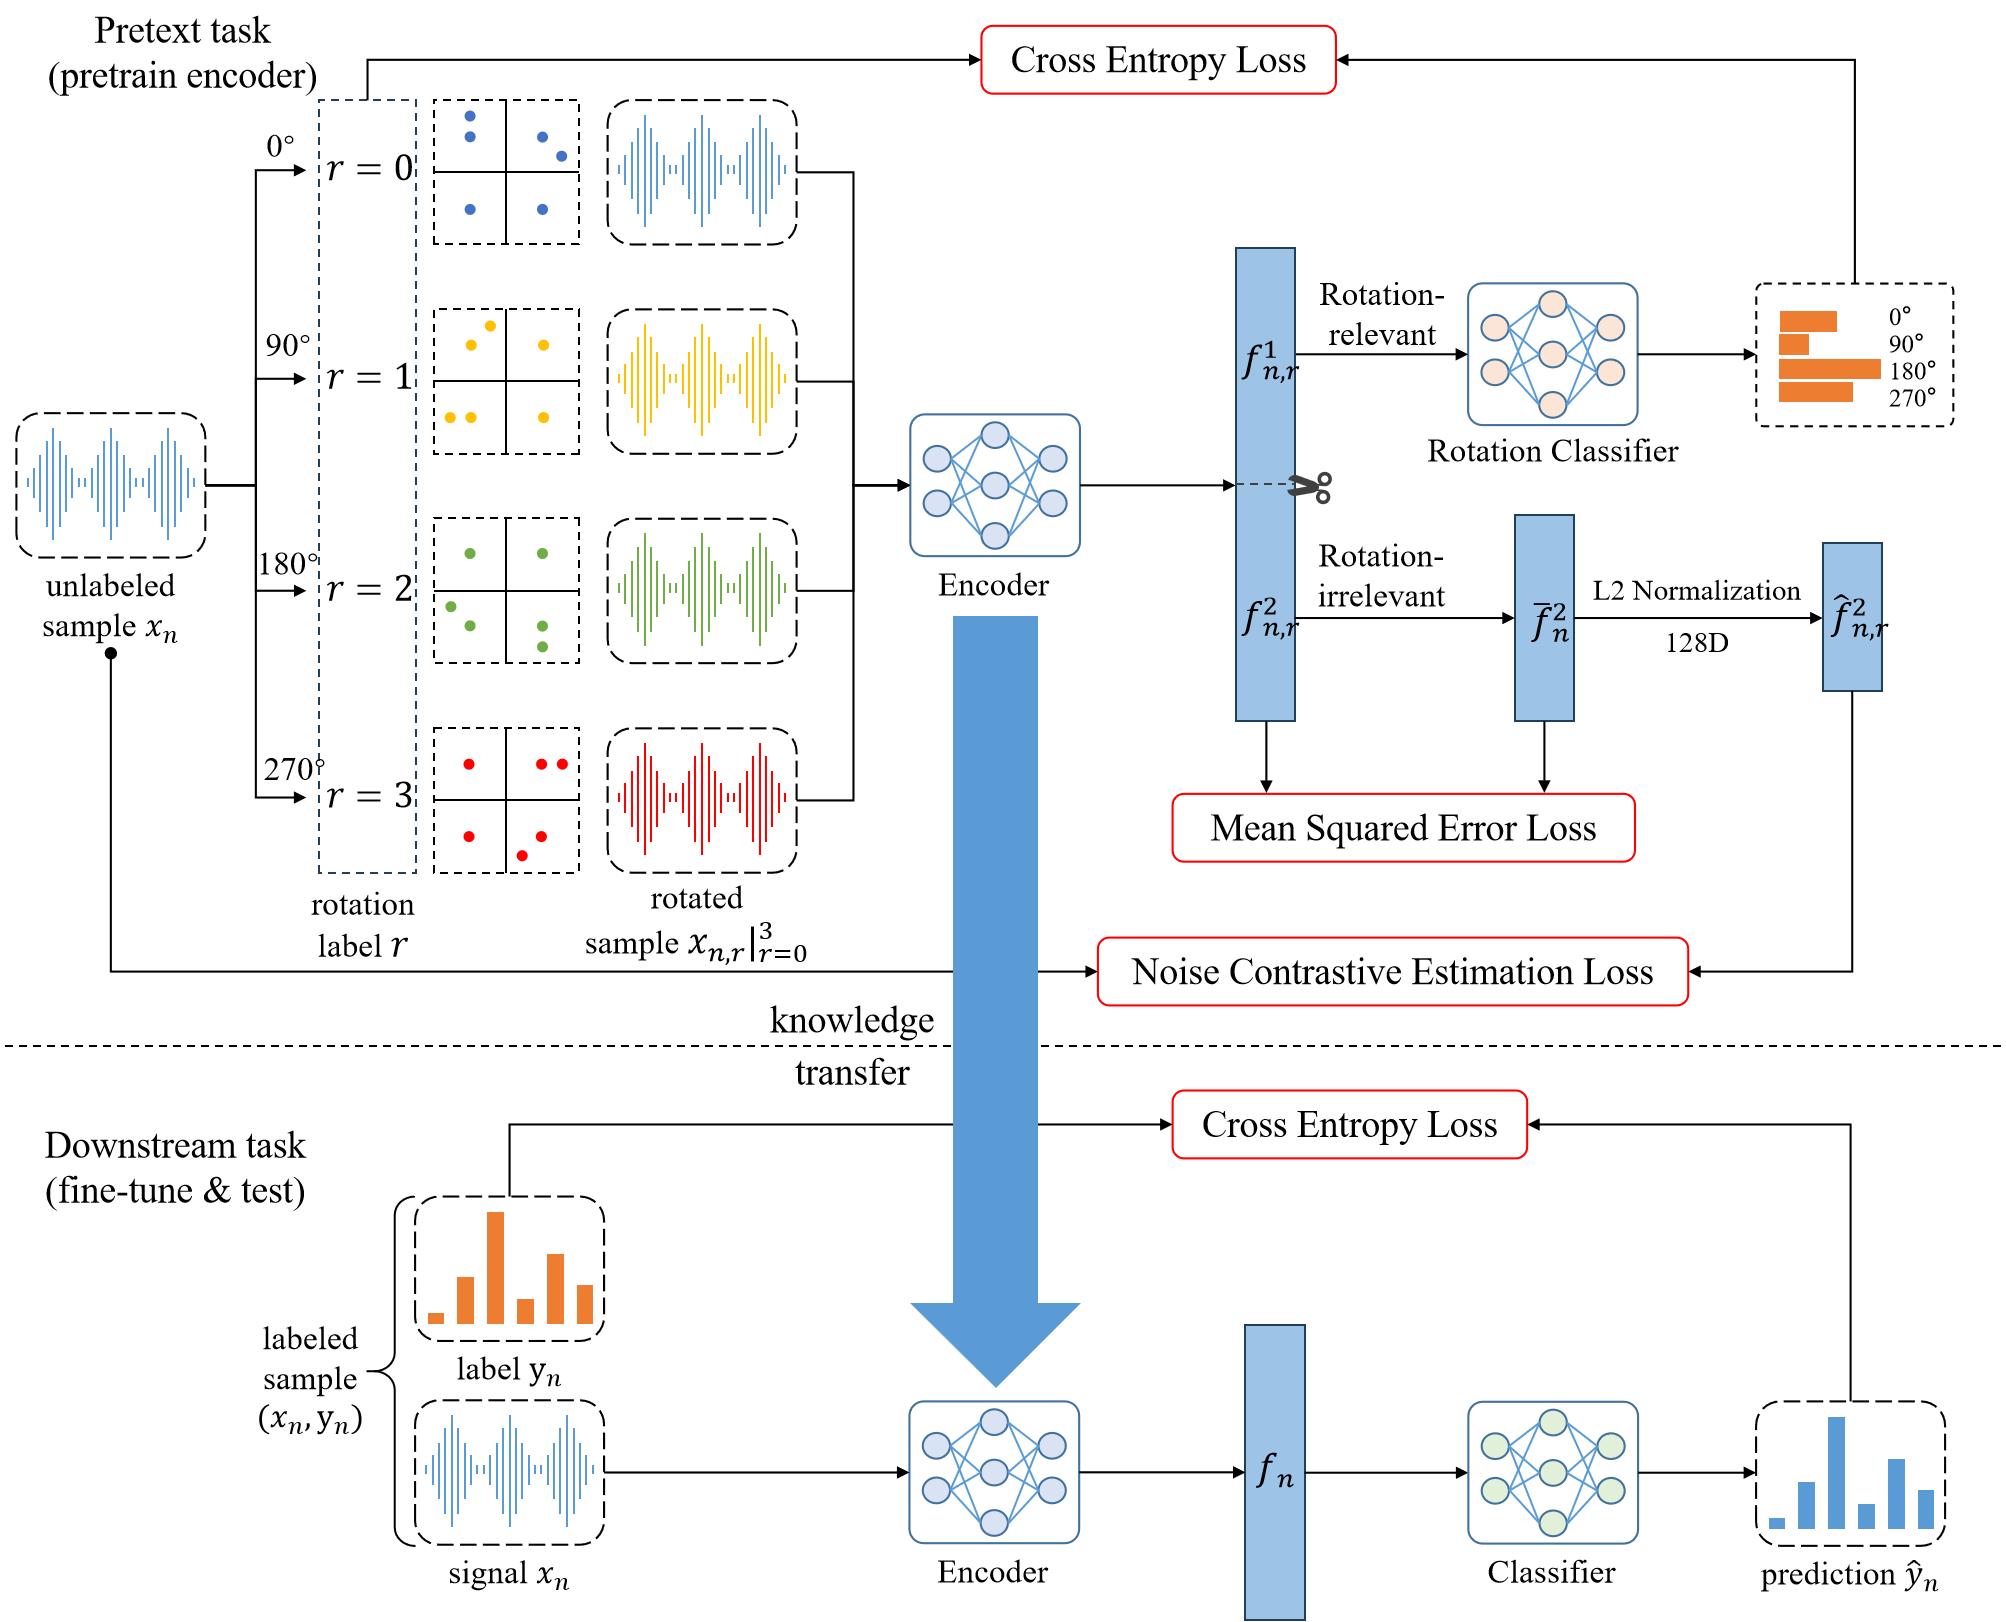 Pretext task
(pretrain encoder)
Cross Entropy Loss
0°
r = 0
90°
r = 1
180°
r = 2
270°
r = 3
unlabeled
sample x_n
rotation
label r
rotated
sample x_{n,r}|_{r=0}^3
Encoder
f_{n,r}^1
Rotation-
relevant
Rotation Classifier
0°
90°
180°
270°
f_{n,r}^2
Rotation-
irrelevant
f̅_n^2
L2 Normalization
128D
f̂_{n,r}^2
Mean Squared Error Loss
Noise Contrastive Estimation Loss
knowledge
transfer
Downstream task
(fine-tune & test)
Cross Entropy Loss
labeled
sample
(x_n, y_n)
label y_n
signal x_n
Encoder
f_n
Classifier
prediction ŷ_n